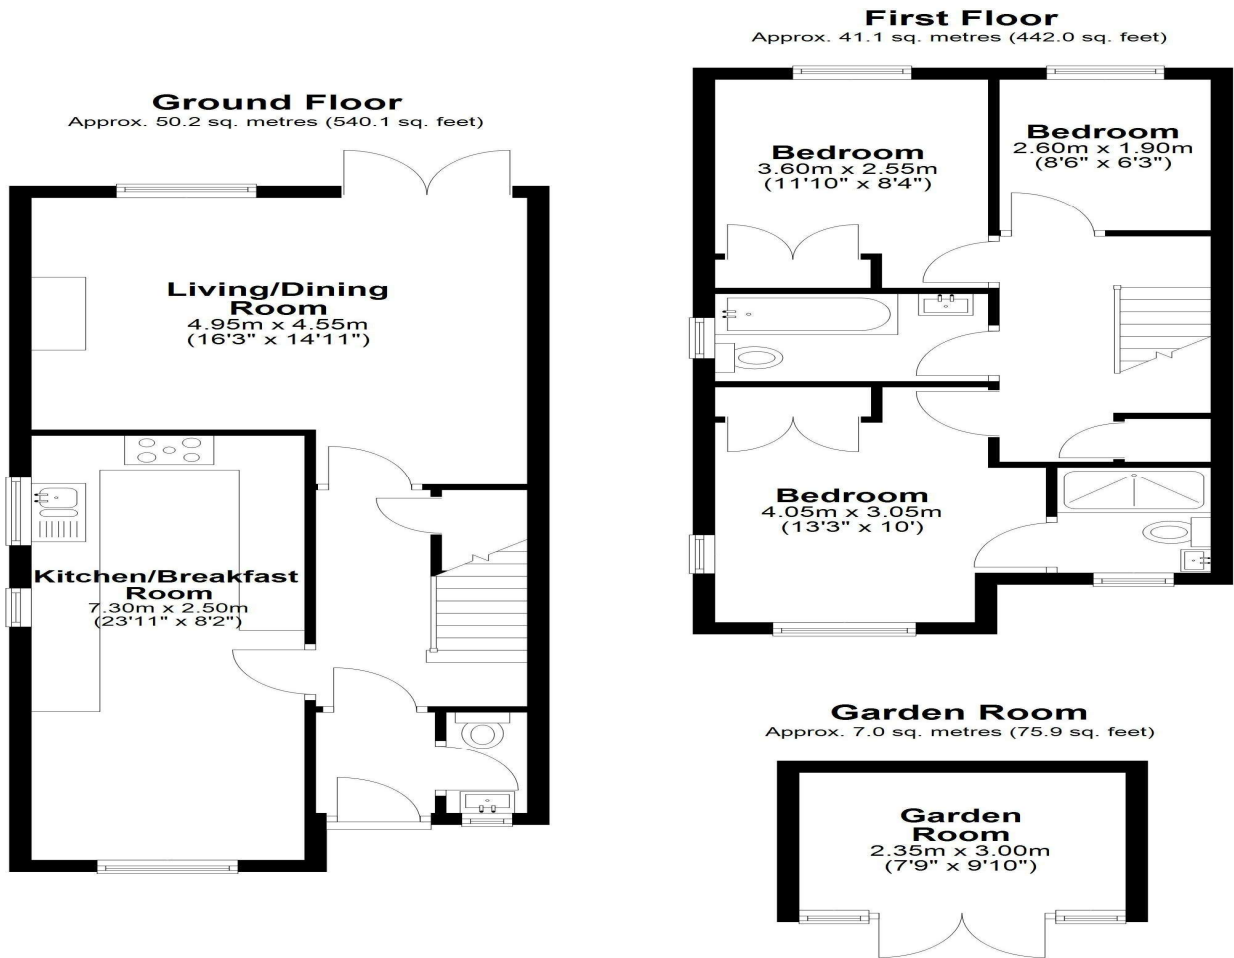 Ground Floor
Approx. 50.2 sq. metres (540.1 sq. feet)
Living/Dining
Room
4.95m x 4.55m
(16'3" x 14'11")
Kitchen/Breakfast
Room
7.30m x 2.50m
(23'11" x 8'2")
First Floor
Approx. 41.1 sq. metres (442.0 sq. feet)
Bedroom
3.60m x 2.55m
(11'10" x 8'4")
Bedroom
2.60m x 1.90m
(8'6" x 6'3")
Bedroom
4.05m x 3.05m
(13'3" x 10')
Garden Room
Approx. 7.0 sq. metres (75.9 sq. feet)
Garden
Room
2.35m x 3.00m
(7'9" x 9'10")